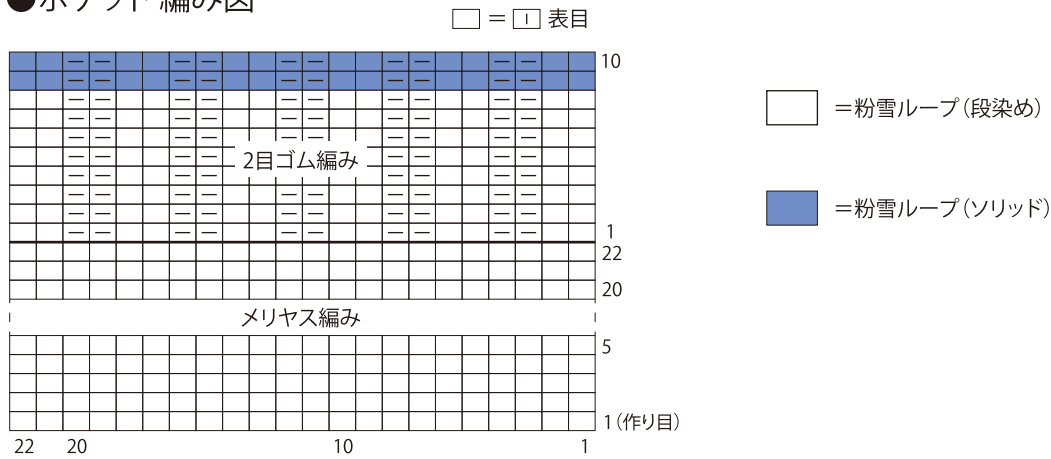 ●ポケット編み図
□ = 表目
10
=粉雪ループ（段染め）
2目ゴム編み
=粉雪ループ（ソリッド）
1
22
20
メリヤス編み
5
1（作り目）
22 20 10 1